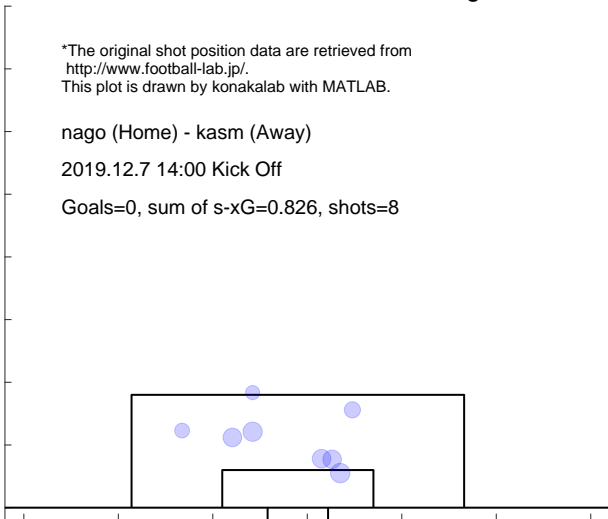 *The original shot position data are retrieved from
http://www.football-lab.jp/.
This plot is drawn by konakalab with MATLAB.
nago (Home) - kasm (Away)
2019.12.7 14:00 Kick Off
Goals=0, sum of s-xG=0.826, shots=8